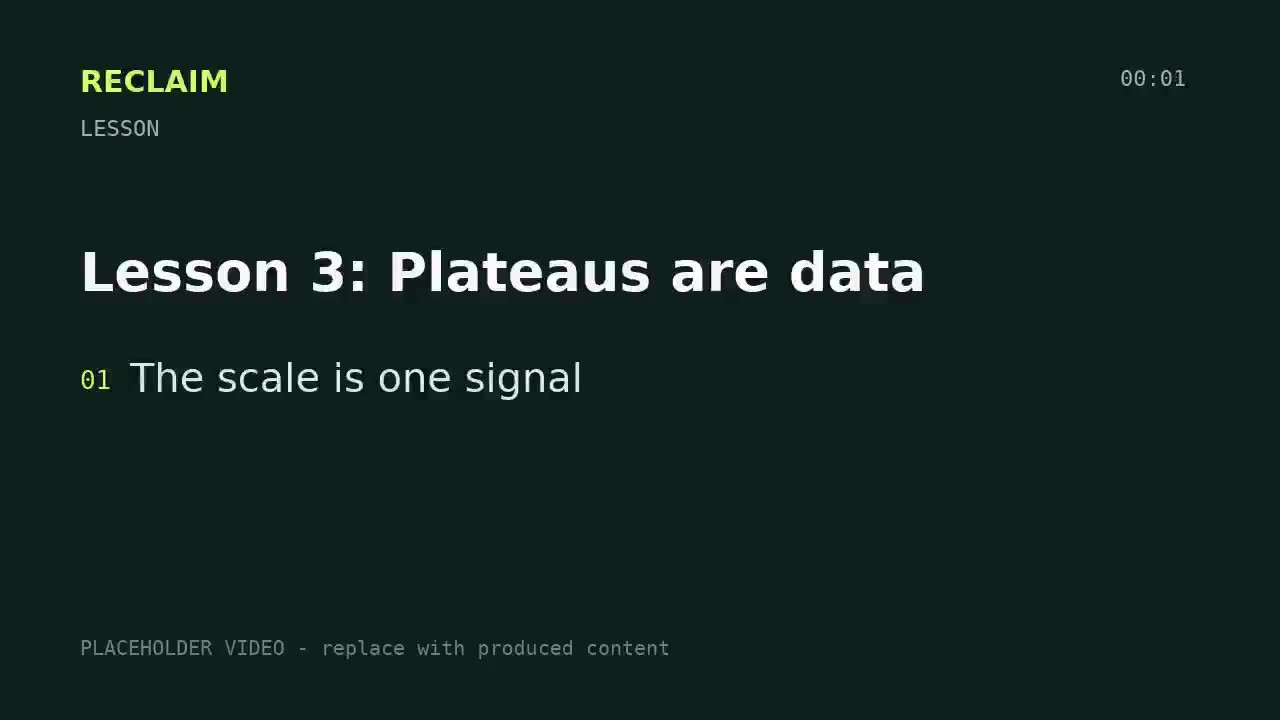 RECLAIM
00:01
LESSON
Lesson 3: Plateaus are data
01 The scale is one signal
PLACEHOLDER VIDEO - replace with produced content